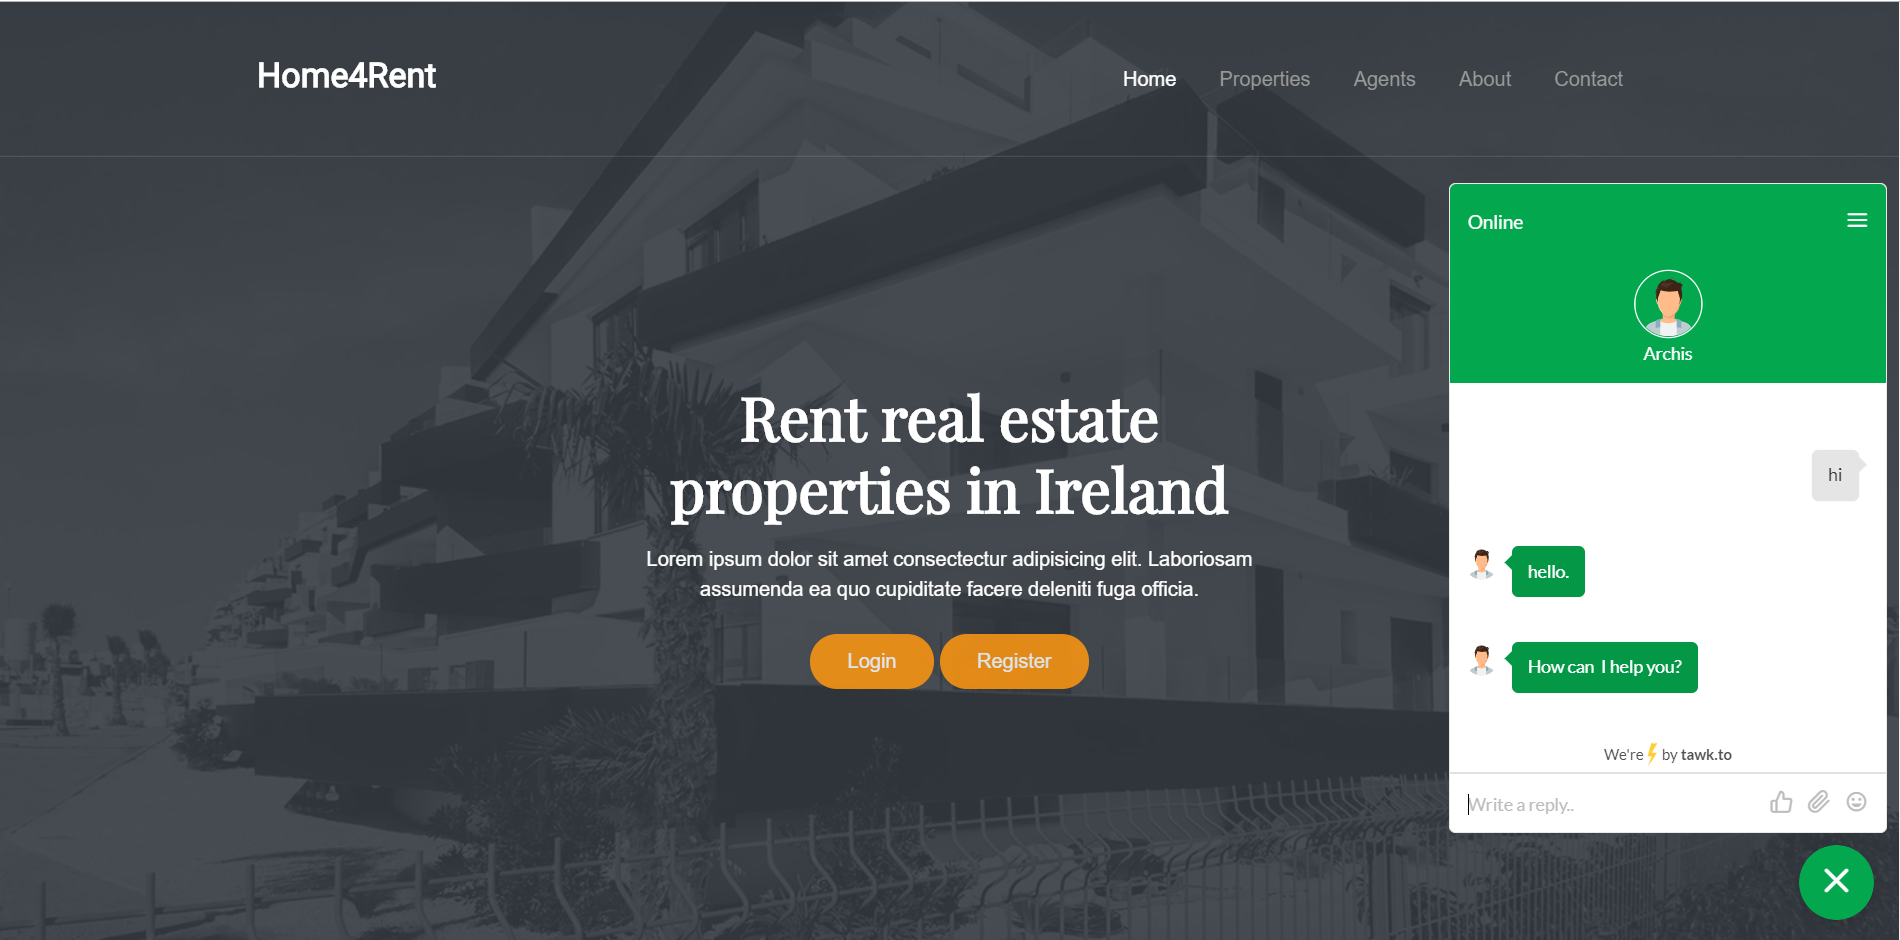 Home4Rent
Home Properties Agents About Contact
Rent real estate
properties in Ireland
Lorem ipsum dolor sit amet consectectur adipisicing elit. Laboriosam
assumenda ea quo cupiditate facere deleniti fuga officia.
Login Register
Online
Archis
hi
hello.
How can I help you?
We're by tawk.to
Write a reply..